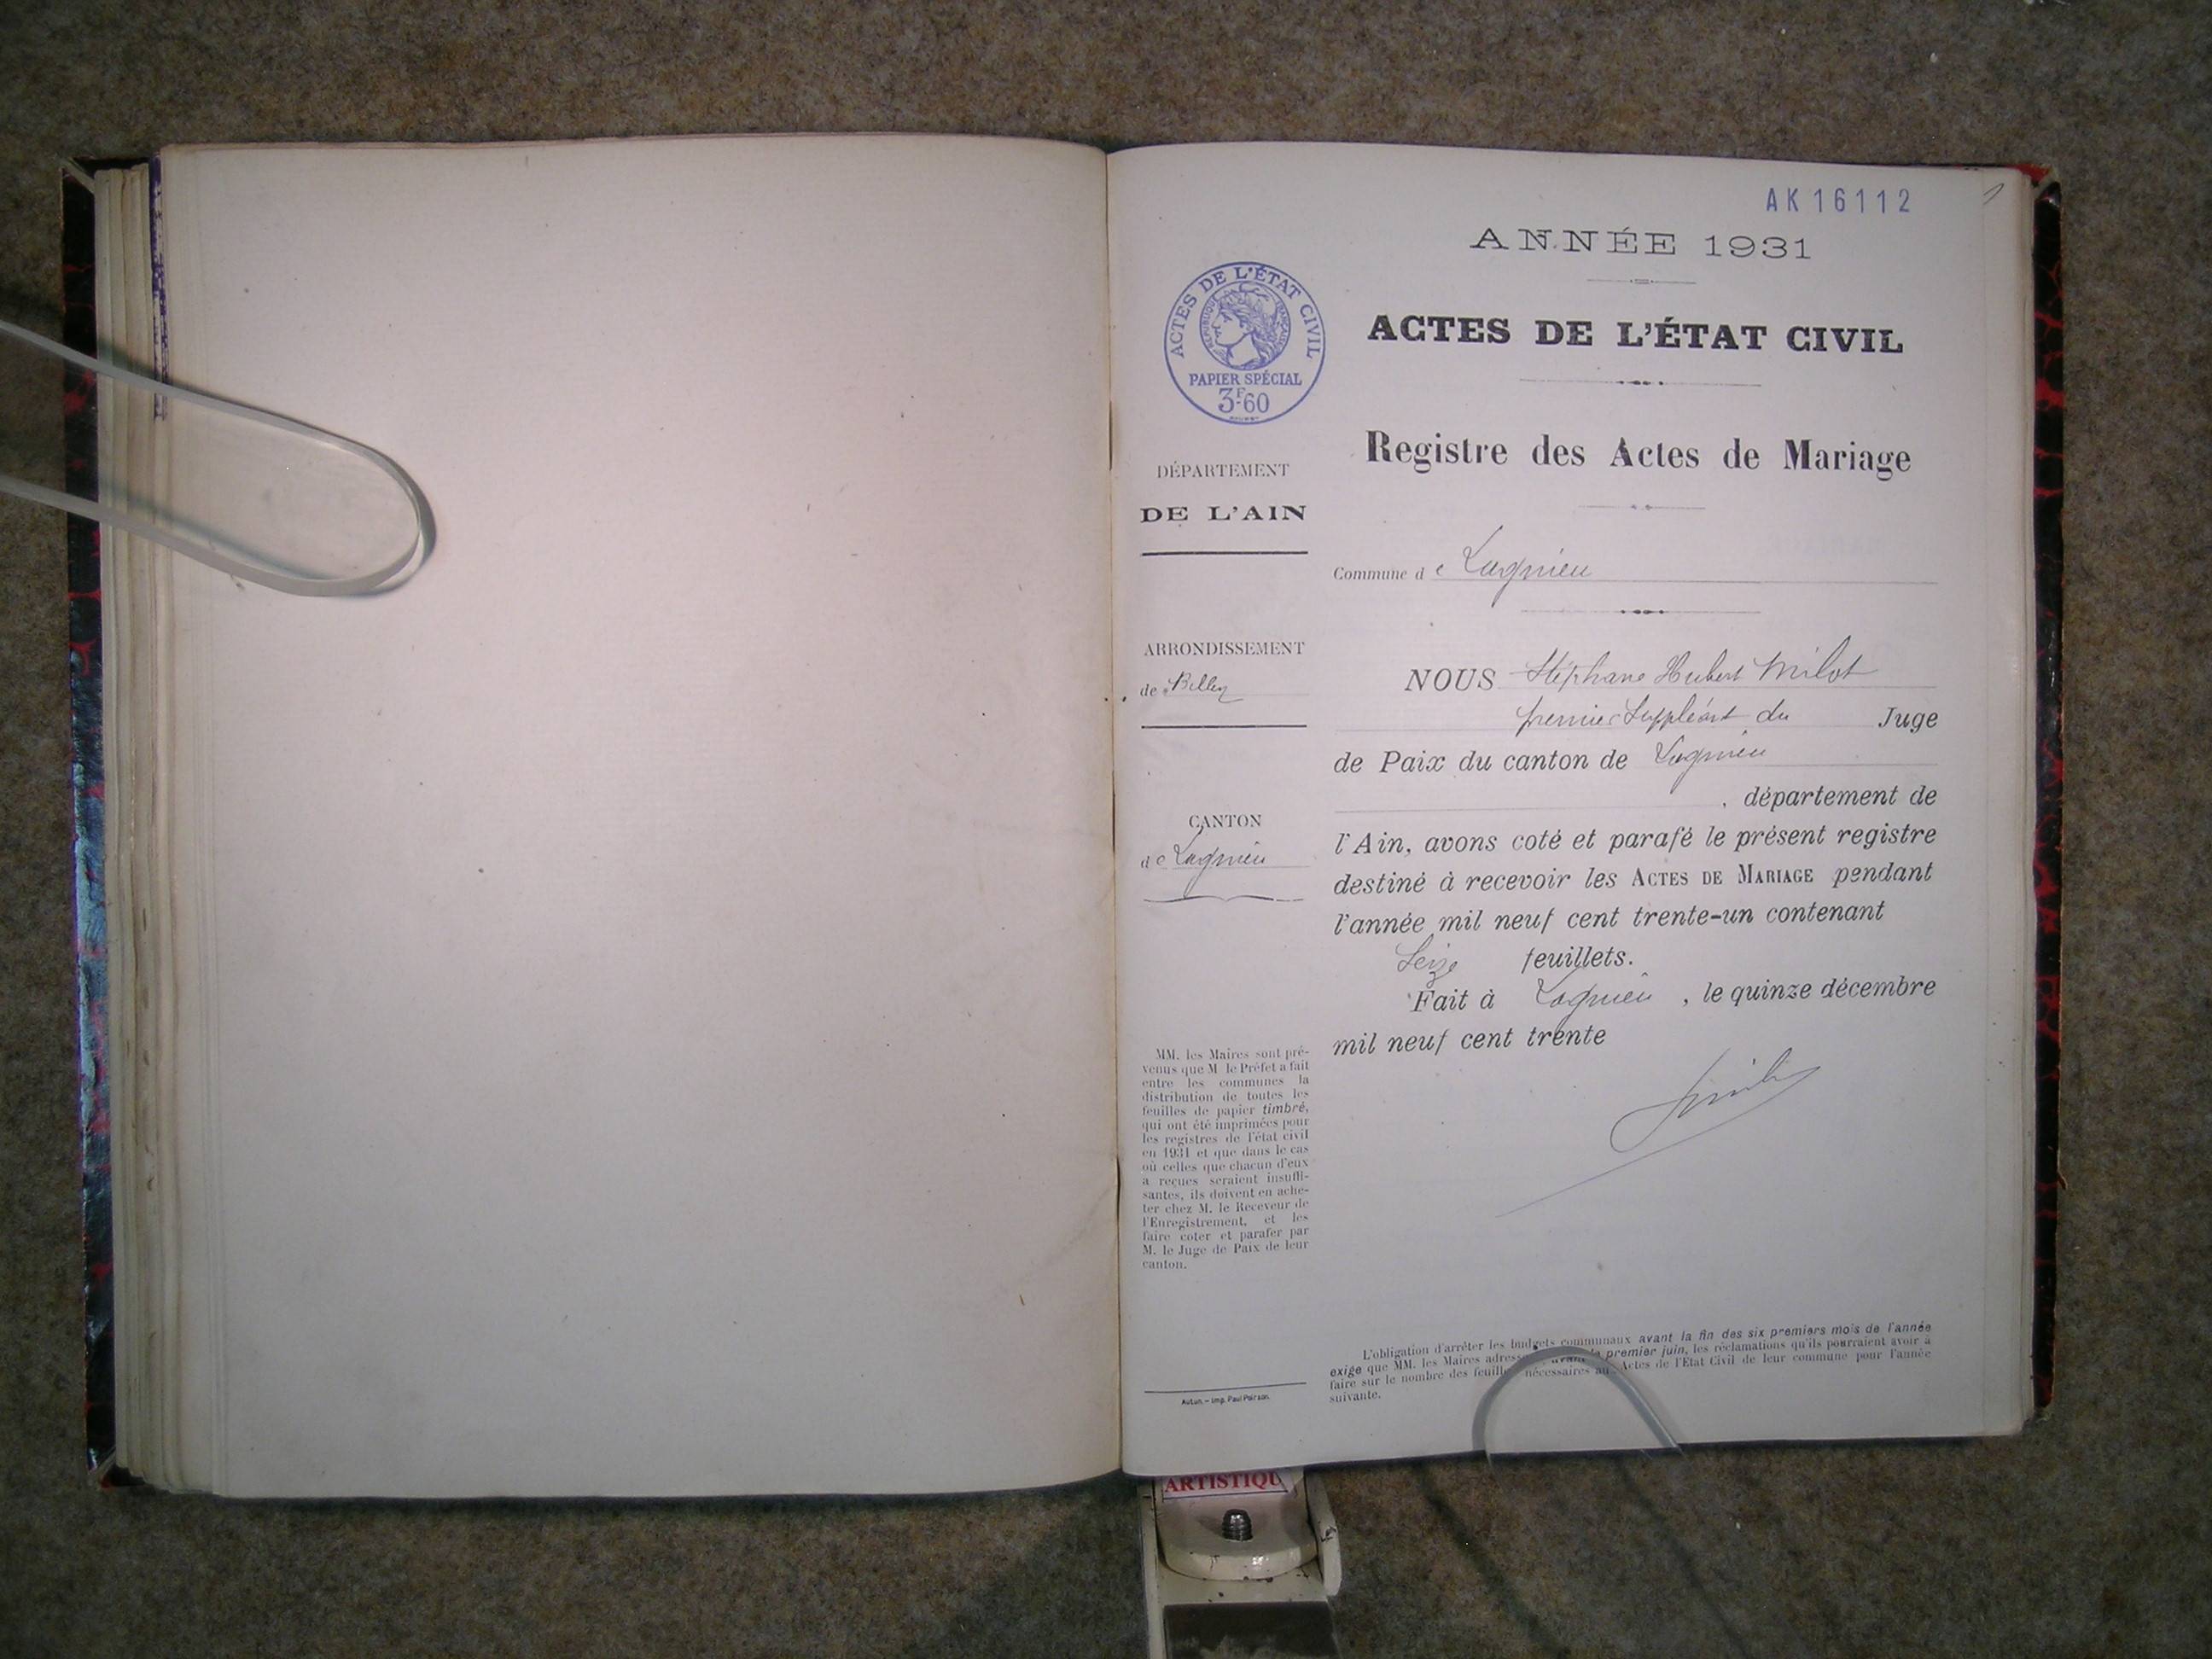 AK 16112
1
ANNÉE 1931
ACTES DE L'ÉTAT CIVIL
RÉPUBLIQUE FRANÇAISE
PAPIER SPÉCIAL
3F60
ACTES DE L'ÉTAT CIVIL
Registre des Actes de Mariage
DÉPARTEMENT
DE L'AIN
ARRONDISSEMENT
de Belley
CANTON
de Lagnieu
MM. les Maires sont pré-
venus que M le Préfet a fait
entre les communes la
distribution de toutes les
feuilles de papier timbré,
qui ont été imprimées pour
les registres de l'état civil
en 1931 et que dans le cas
où celles que chacun d'eux
a reçues seraient insuffi-
santes, ils doivent en ache-
ter chez M. le Receveur de
l'Enregistrement, et les
faire coter et parafer par
M. le Juge de Paix de leur
canton.
Autun. – Imp. Paul Poirson.
Commune de Lagnieu
NOUS Stéphane Hubert Milot
premier Suppléant du Juge
de Paix du canton de Lagnieu
, département de
l'Ain, avons coté et parafé le présent registre
destiné à recevoir les ACTES DE MARIAGE pendant
l'année mil neuf cent trente-un contenant
Seize feuillets.
Fait à Lagnieu, le quinze décembre
mil neuf cent trente
L'obligation d'arrêter les budgets communaux avant la fin des six premiers mois de l'année
exige que MM. les Maires avant premier juin, les réclamations qu'ils pourraient avoir à
faire sur le nombre des nécessaires Actes de l'Etat Civil de leur commune pour l'année
suivante.
ARTISTIQU